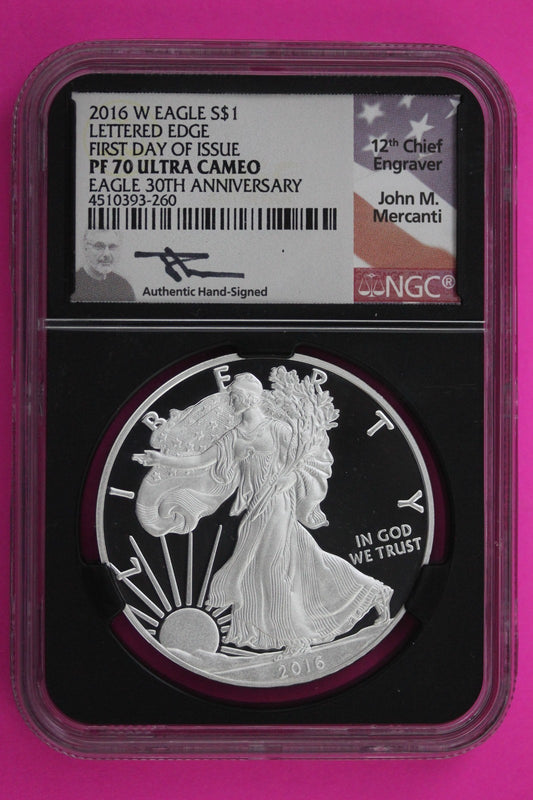 2016 W EAGLE S$1
LETTERED EDGE
FIRST DAY OF ISSUE
PF 70 ULTRA CAMEO
EAGLE 30TH ANNIVERSARY
4510393-260
Authentic Hand-Signed
12th Chief
Engraver
John M.
Mercanti
NGC®
LIBERTY
IN GOD
WE TRUST
2016